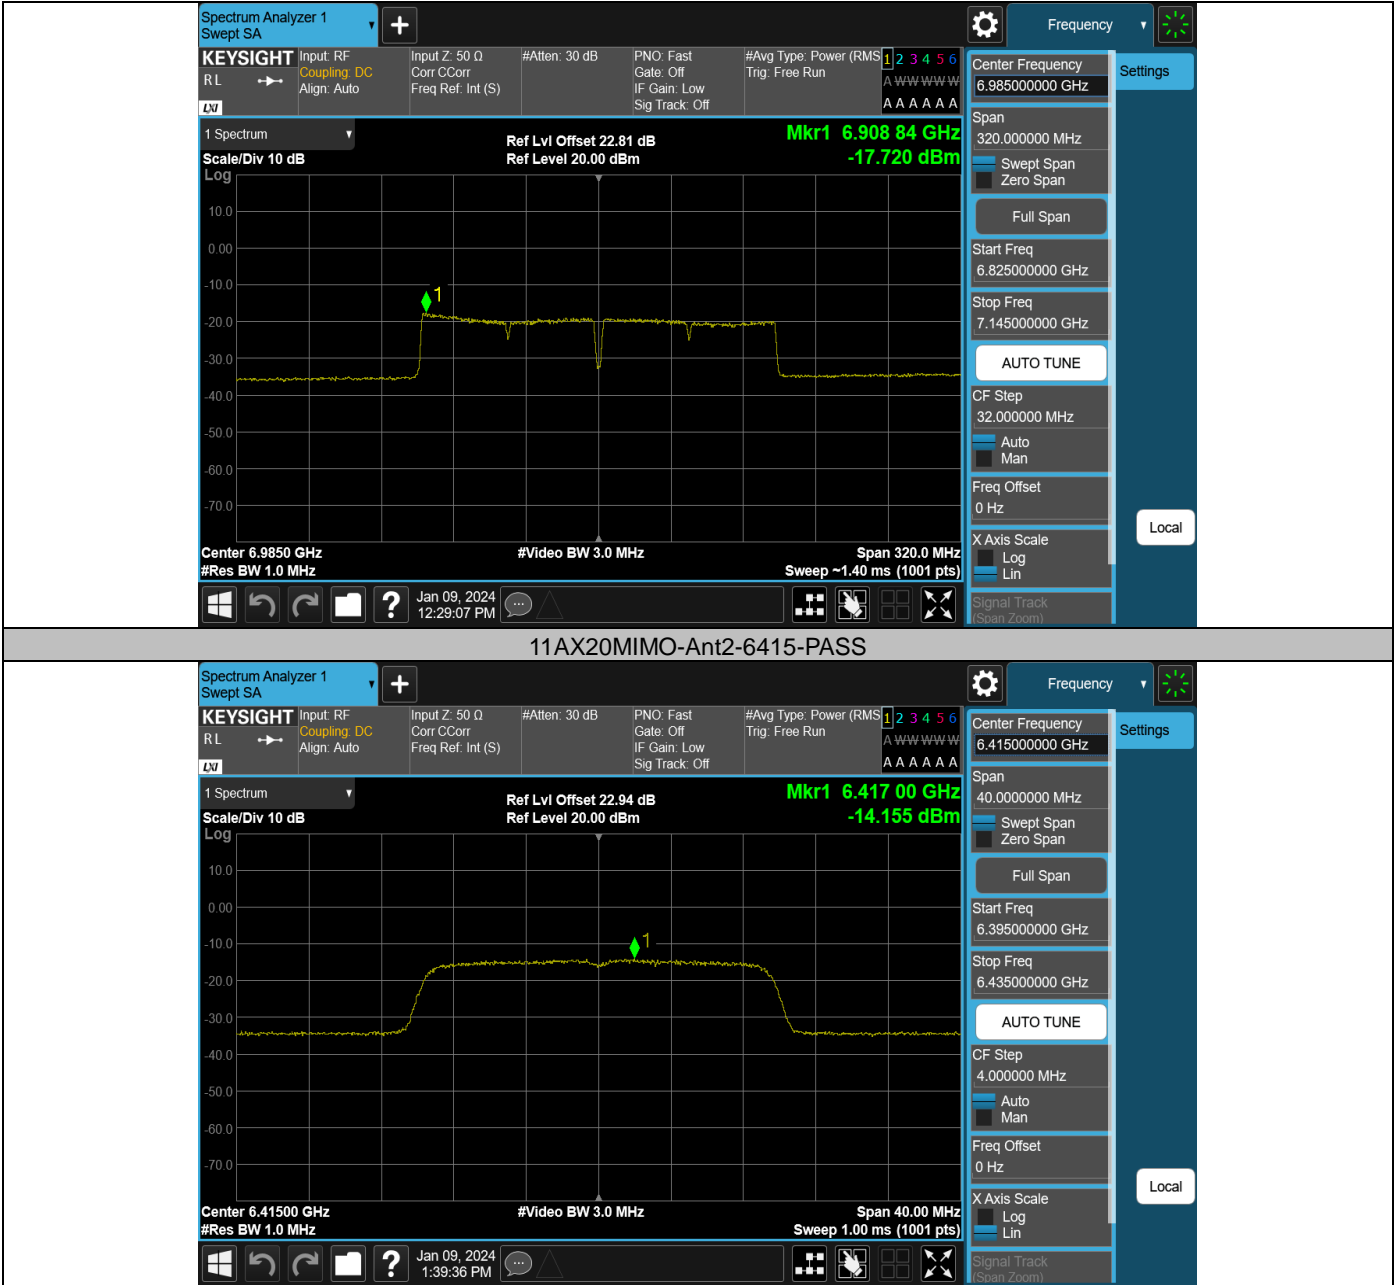 Spectrum Analyzer 1
Swept SA
+
Frequency
KEYSIGHT
RL
LXI
Input: RF
Coupling: DC
Align: Auto
Input Z: 50 Ω
Corr CCorr
Freq Ref: Int (S)
#Atten: 30 dB
PNO: Fast
Gate: Off
IF Gain: Low
Sig Track: Off
#Avg Type: Power (RMS
Trig: Free Run
1 2 3 4 5 6
A W W W W W
A A A A A A
1 Spectrum
Scale/Div 10 dB
Log
Ref Lvl Offset 22.81 dB
Ref Level 20.00 dBm
Mkr1 6.908 84 GHz
-17.720 dBm
10.0
0.00
-10.0
-20.0
-30.0
-40.0
-50.0
-60.0
-70.0
1
Center 6.9850 GHz
#Res BW 1.0 MHz
#Video BW 3.0 MHz
Span 320.0 MHz
Sweep ~1.40 ms (1001 pts)
Center Frequency
6.985000000 GHz
Span
320.000000 MHz
Swept Span
Zero Span
Full Span
Start Freq
6.825000000 GHz
Stop Freq
7.145000000 GHz
AUTO TUNE
CF Step
32.000000 MHz
Auto
Man
Freq Offset
0 Hz
X Axis Scale
Log
Lin
Signal Track
(Span Zoom)
Settings
Local
?
Jan 09, 2024
12:29:07 PM
11AX20MIMO-Ant2-6415-PASS
Spectrum Analyzer 1
Swept SA
+
Frequency
KEYSIGHT
RL
LXI
Input: RF
Coupling: DC
Align: Auto
Input Z: 50 Ω
Corr CCorr
Freq Ref: Int (S)
#Atten: 30 dB
PNO: Fast
Gate: Off
IF Gain: Low
Sig Track: Off
#Avg Type: Power (RMS
Trig: Free Run
1 2 3 4 5 6
A W W W W W
A A A A A A
1 Spectrum
Scale/Div 10 dB
Log
Ref Lvl Offset 22.94 dB
Ref Level 20.00 dBm
Mkr1 6.417 00 GHz
-14.155 dBm
10.0
0.00
-10.0
-20.0
-30.0
-40.0
-50.0
-60.0
-70.0
1
Center 6.41500 GHz
#Res BW 1.0 MHz
#Video BW 3.0 MHz
Span 40.00 MHz
Sweep 1.00 ms (1001 pts)
Center Frequency
6.415000000 GHz
Span
40.0000000 MHz
Swept Span
Zero Span
Full Span
Start Freq
6.395000000 GHz
Stop Freq
6.435000000 GHz
AUTO TUNE
CF Step
4.000000 MHz
Auto
Man
Freq Offset
0 Hz
X Axis Scale
Log
Lin
Signal Track
(Span Zoom)
Settings
Local
?
Jan 09, 2024
1:39:36 PM